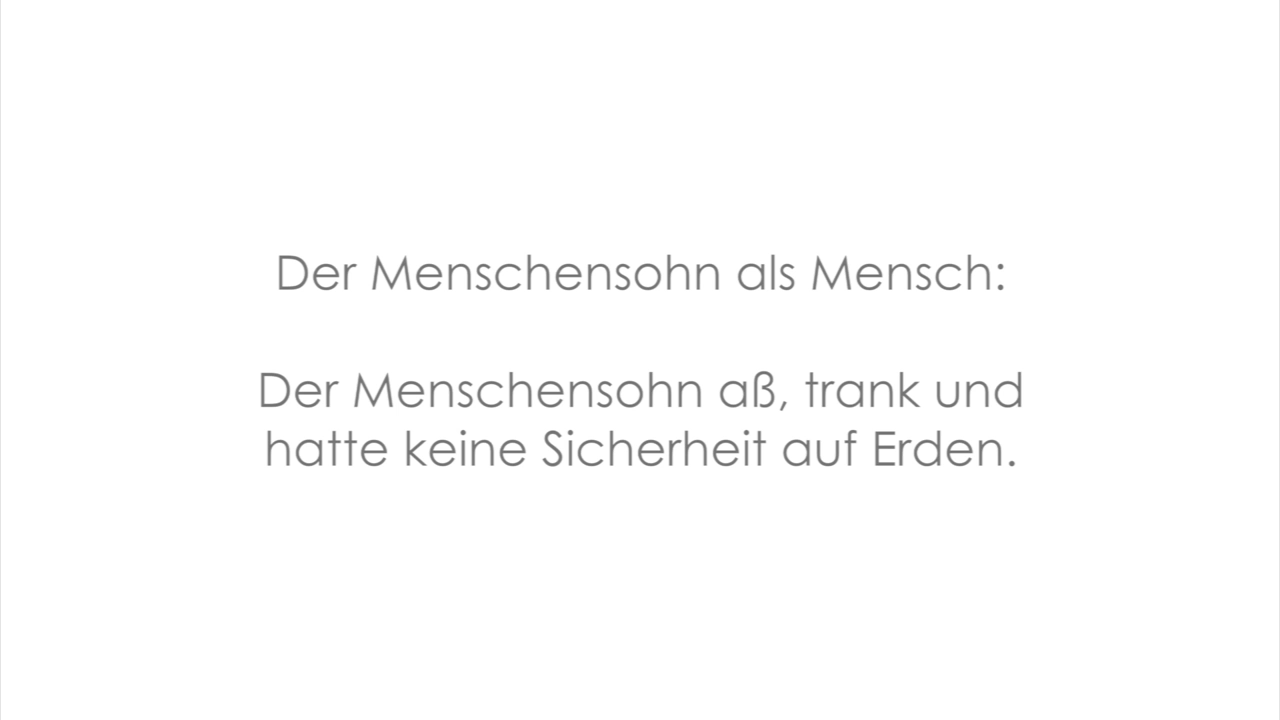 Der Menschensohn als Mensch:
Der Menschensohn aß, trank und
hatte keine Sicherheit auf Erden.